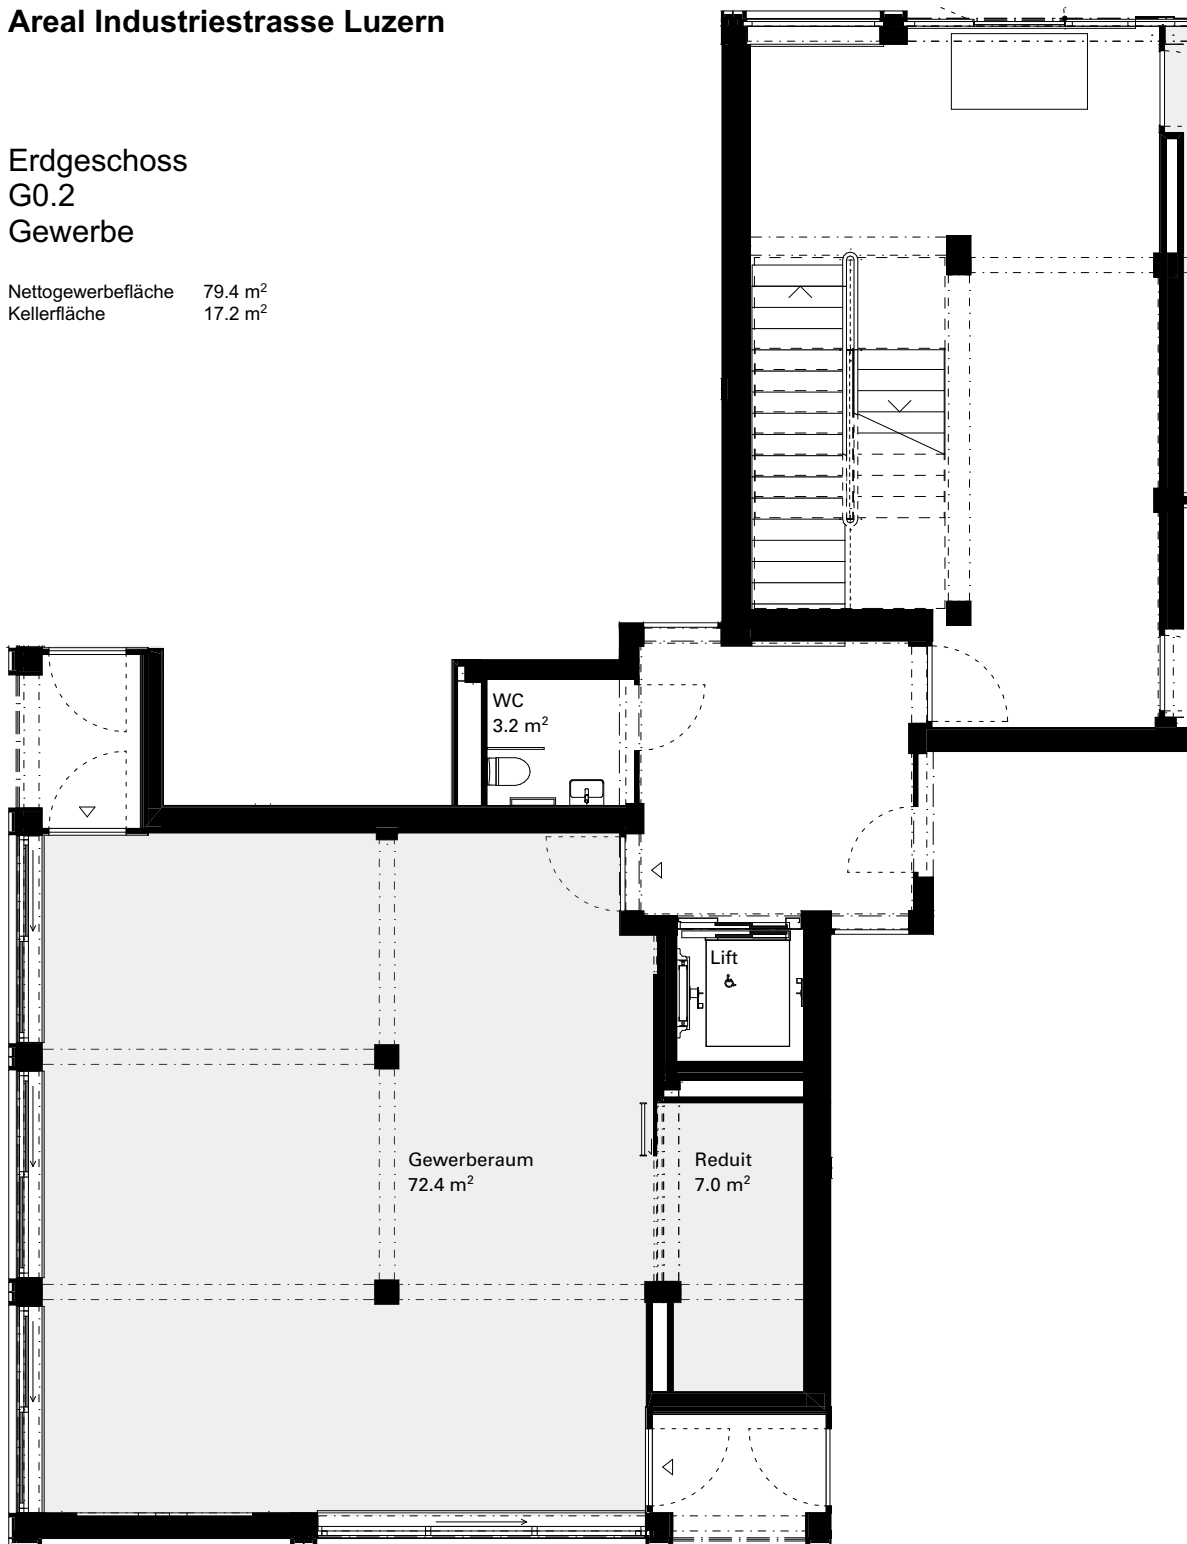 Areal Industriestrasse Luzern
Erdgeschoss
G0.2
Gewerbe
Nettogewerbefläche 79.4 m²
Kellerfläche 17.2 m²
WC
3.2 m²
Lift
Gewerberaum
72.4 m²
Reduit
7.0 m²